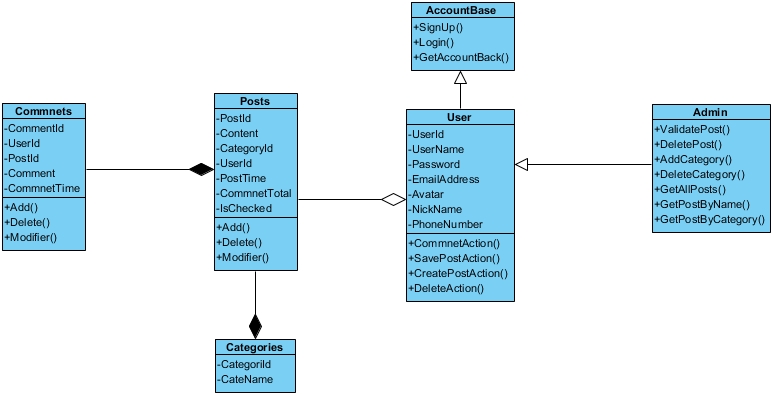 AccountBase
+SignUp()
+Login()
+GetAccountBack()
Commnets
-CommentId
-UserId
-PostId
-Comment
-CommnetTime
+Add()
+Delete()
+Modifier()
Posts
-PostId
-Content
-CategoryId
-UserId
-PostTime
-CommnetTotal
-IsChecked
+Add()
+Delete()
+Modifier()
User
-UserId
-UserName
-Password
-EmailAddress
-Avatar
-NickName
-PhoneNumber
+CommnetAction()
+SavePostAction()
+CreatePostAction()
+DeleteAction()
Admin
+ValidatePost()
+DeletePost()
+AddCategory()
+DeleteCategory()
+GetAllPosts()
+GetPostByName()
+GetPostByCategory()
Categories
-CategoriId
-CateName